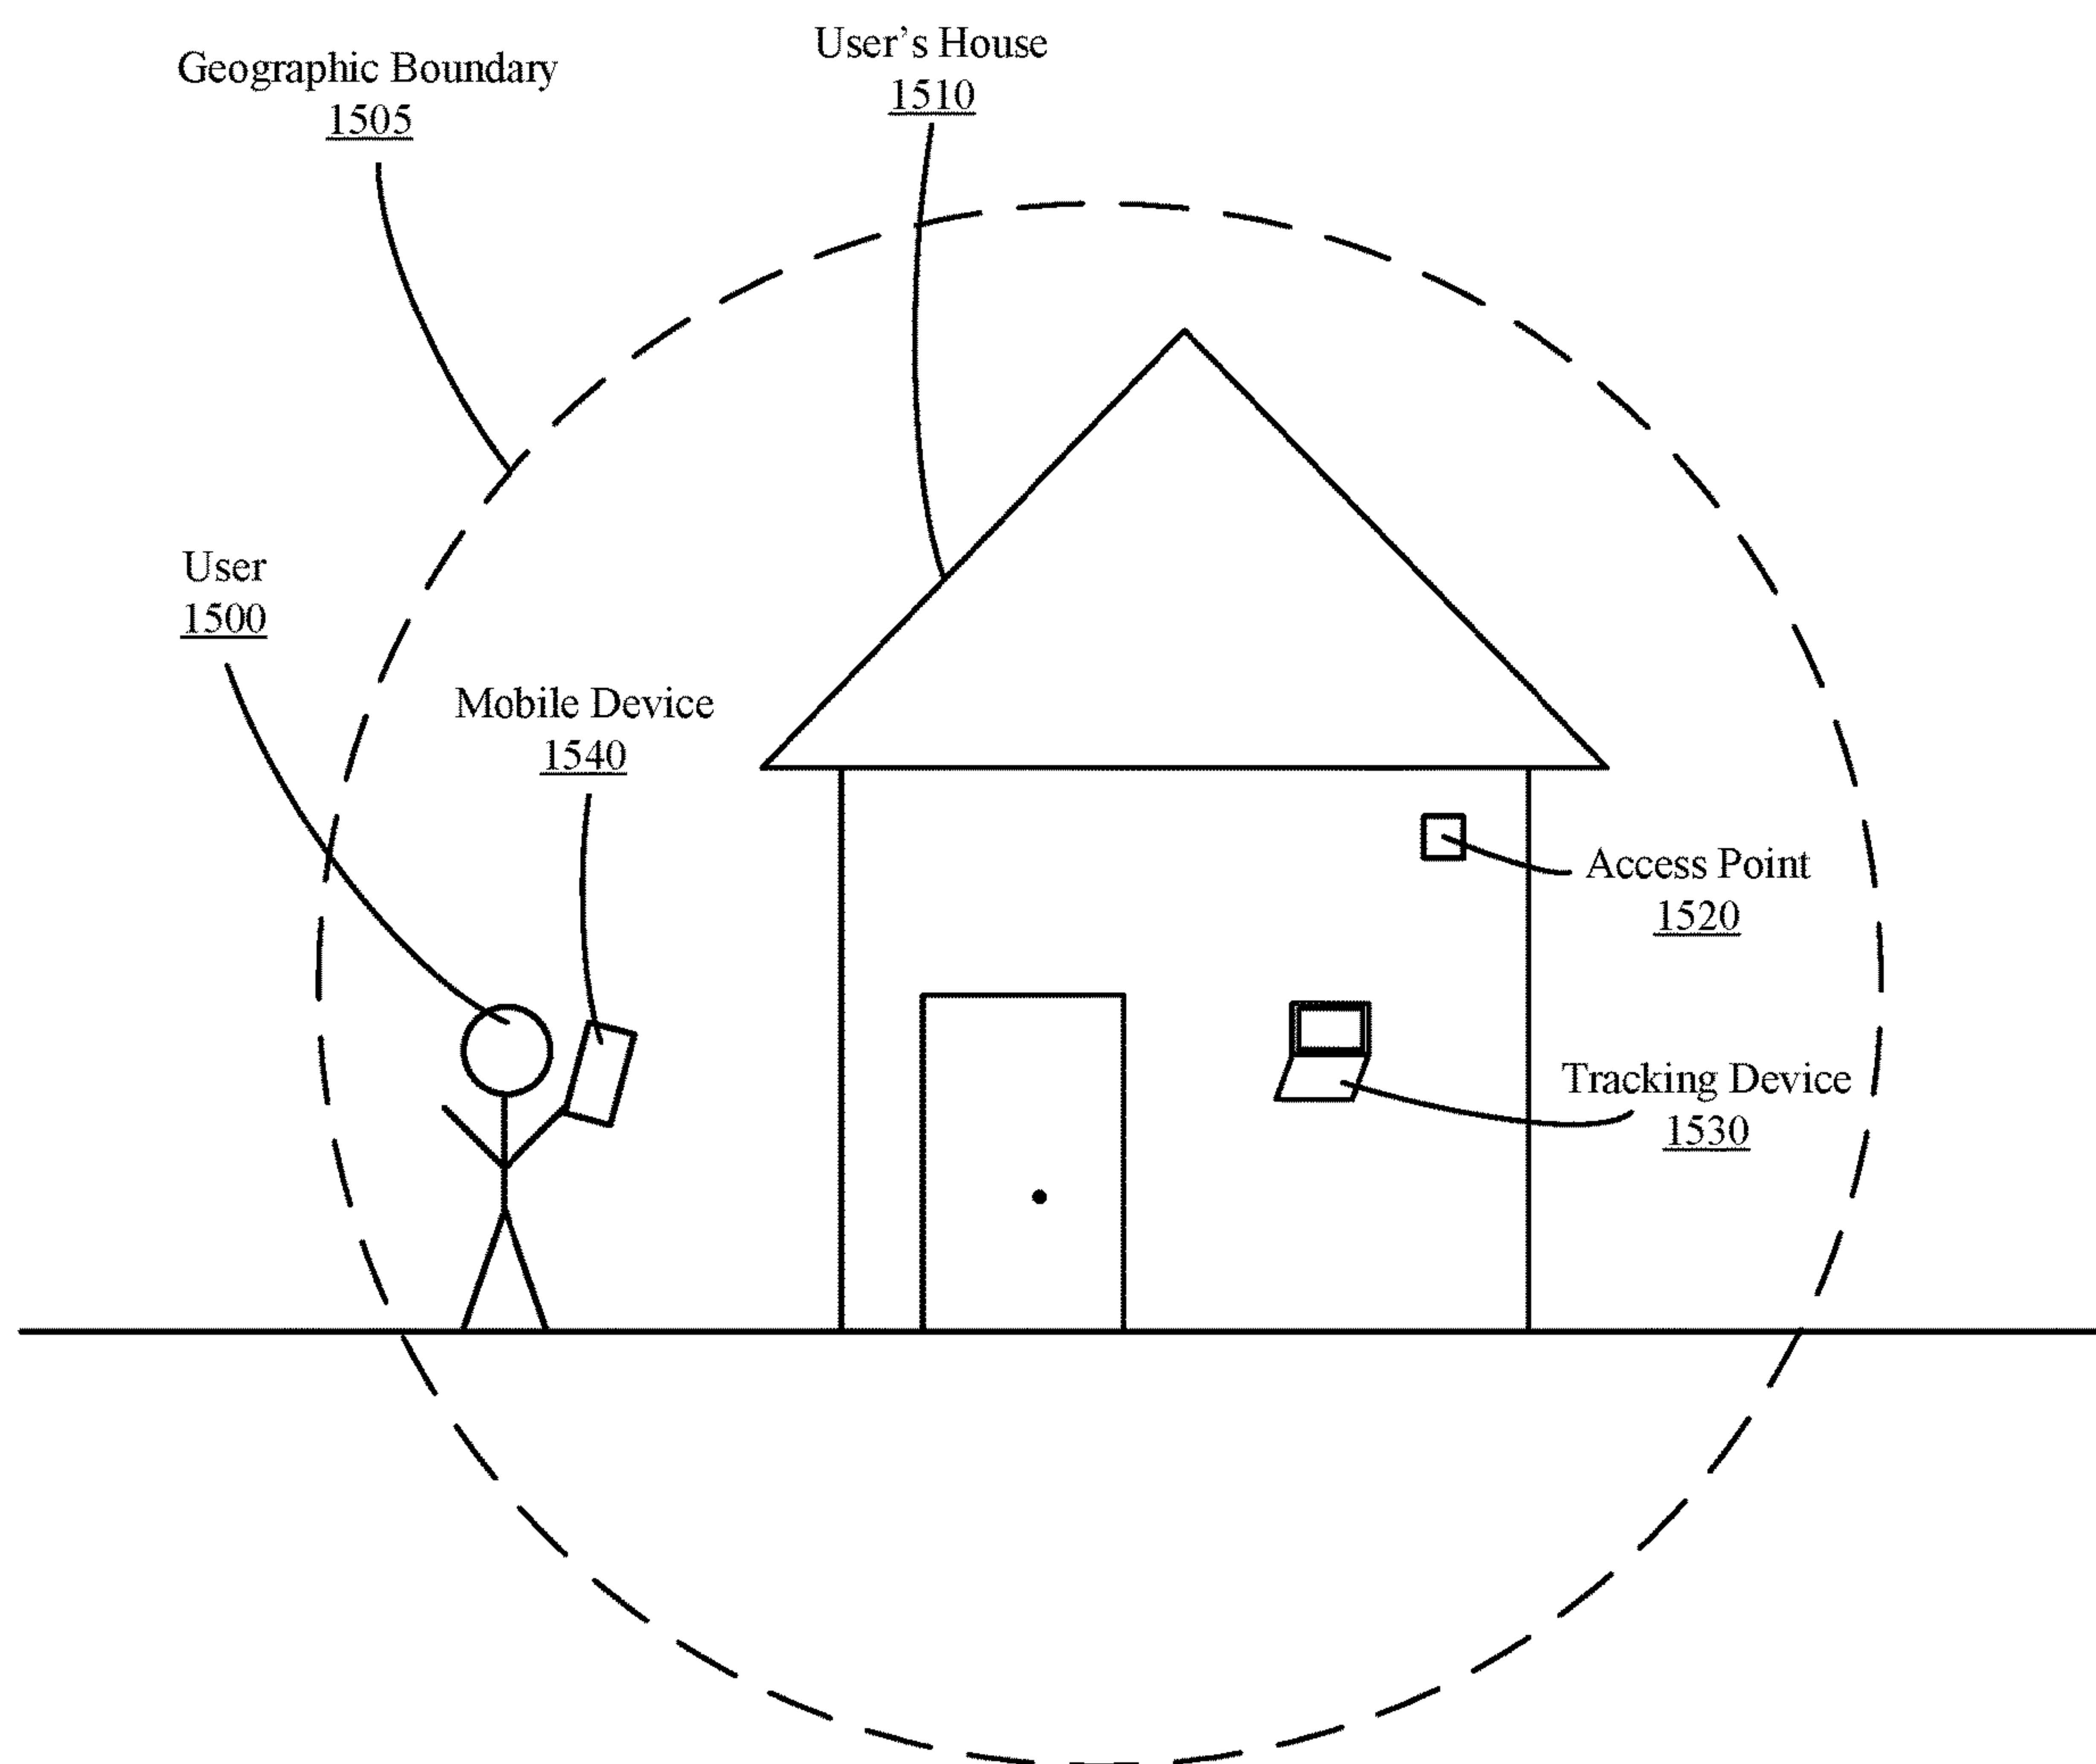 User's House
1510
Geographic Boundary
1505
User
1500
Mobile Device
1540
Access Point
1520
Tracking Device
1530